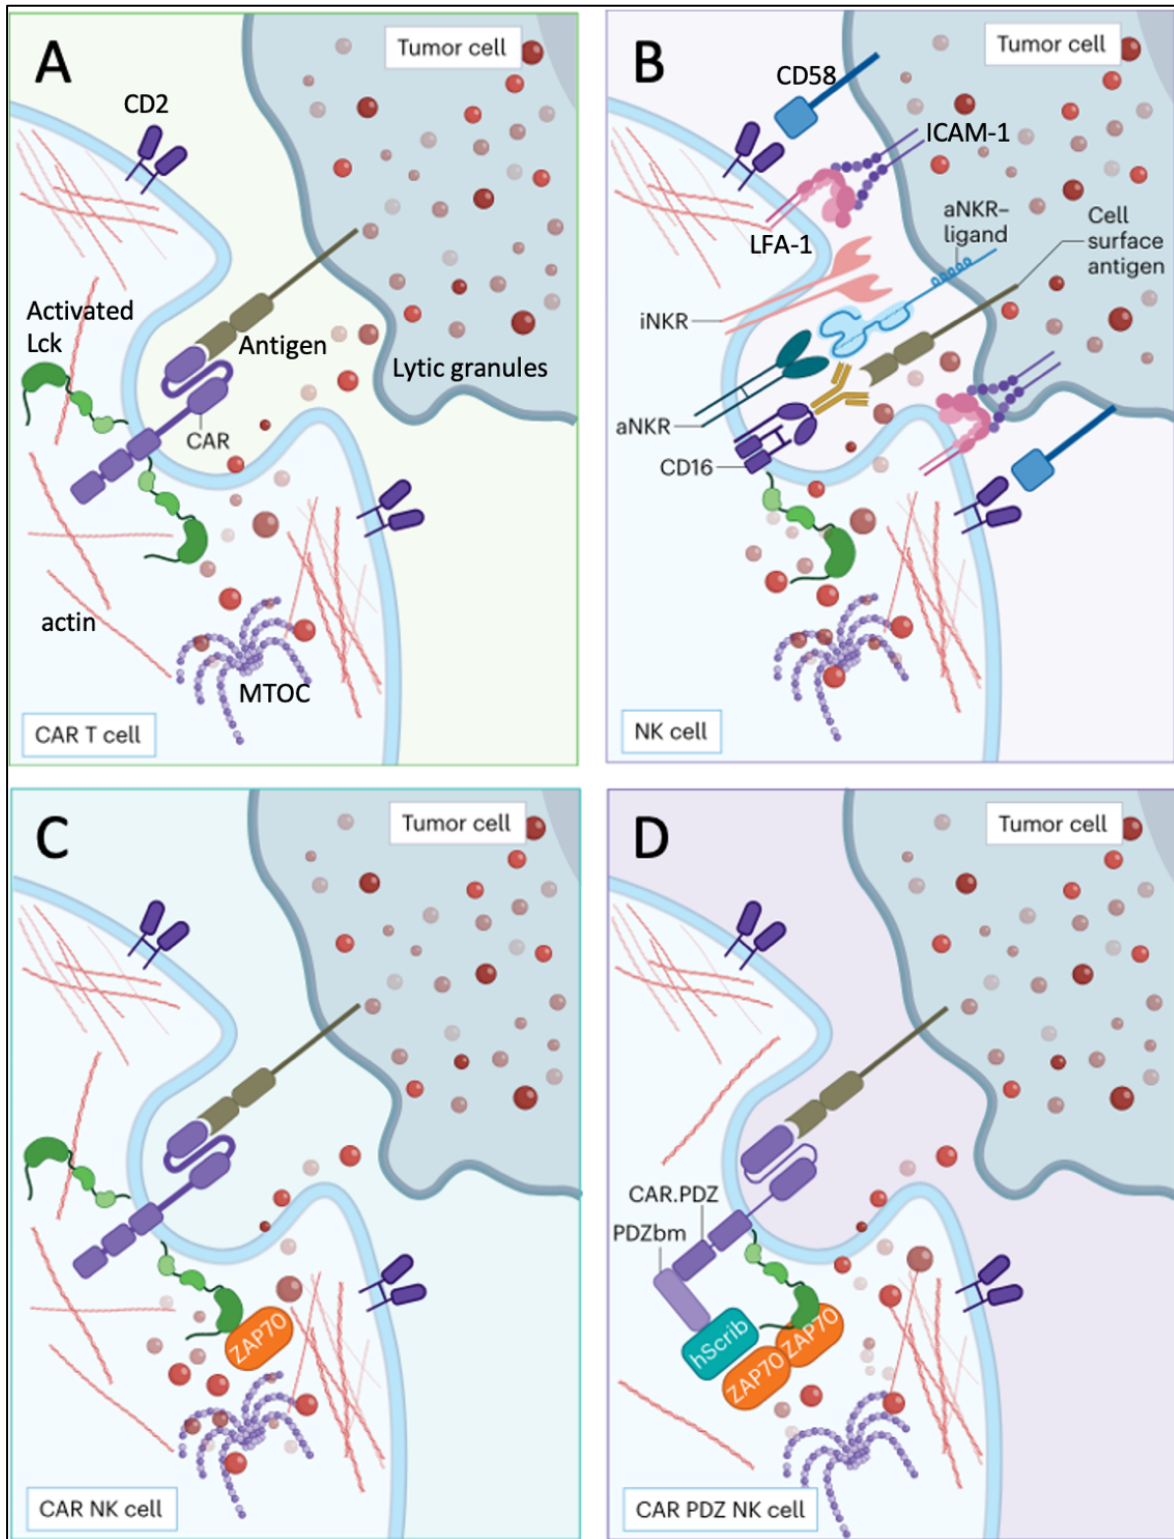 A
Tumor cell
CD2
Activated
Lck
Antigen
Lytic granules
CAR
actin
MTOC
CAR T cell
B
Tumor cell
CD58
ICAM-1
aNKR–
ligand
Cell
surface
antigen
LFA-1
iNKR
aNKR
CD16
NK cell
C
Tumor cell
ZAP70
CAR NK cell
D
Tumor cell
CAR.PDZ
PDZbm
hScrib
ZAP70
ZAP70
CAR PDZ NK cell